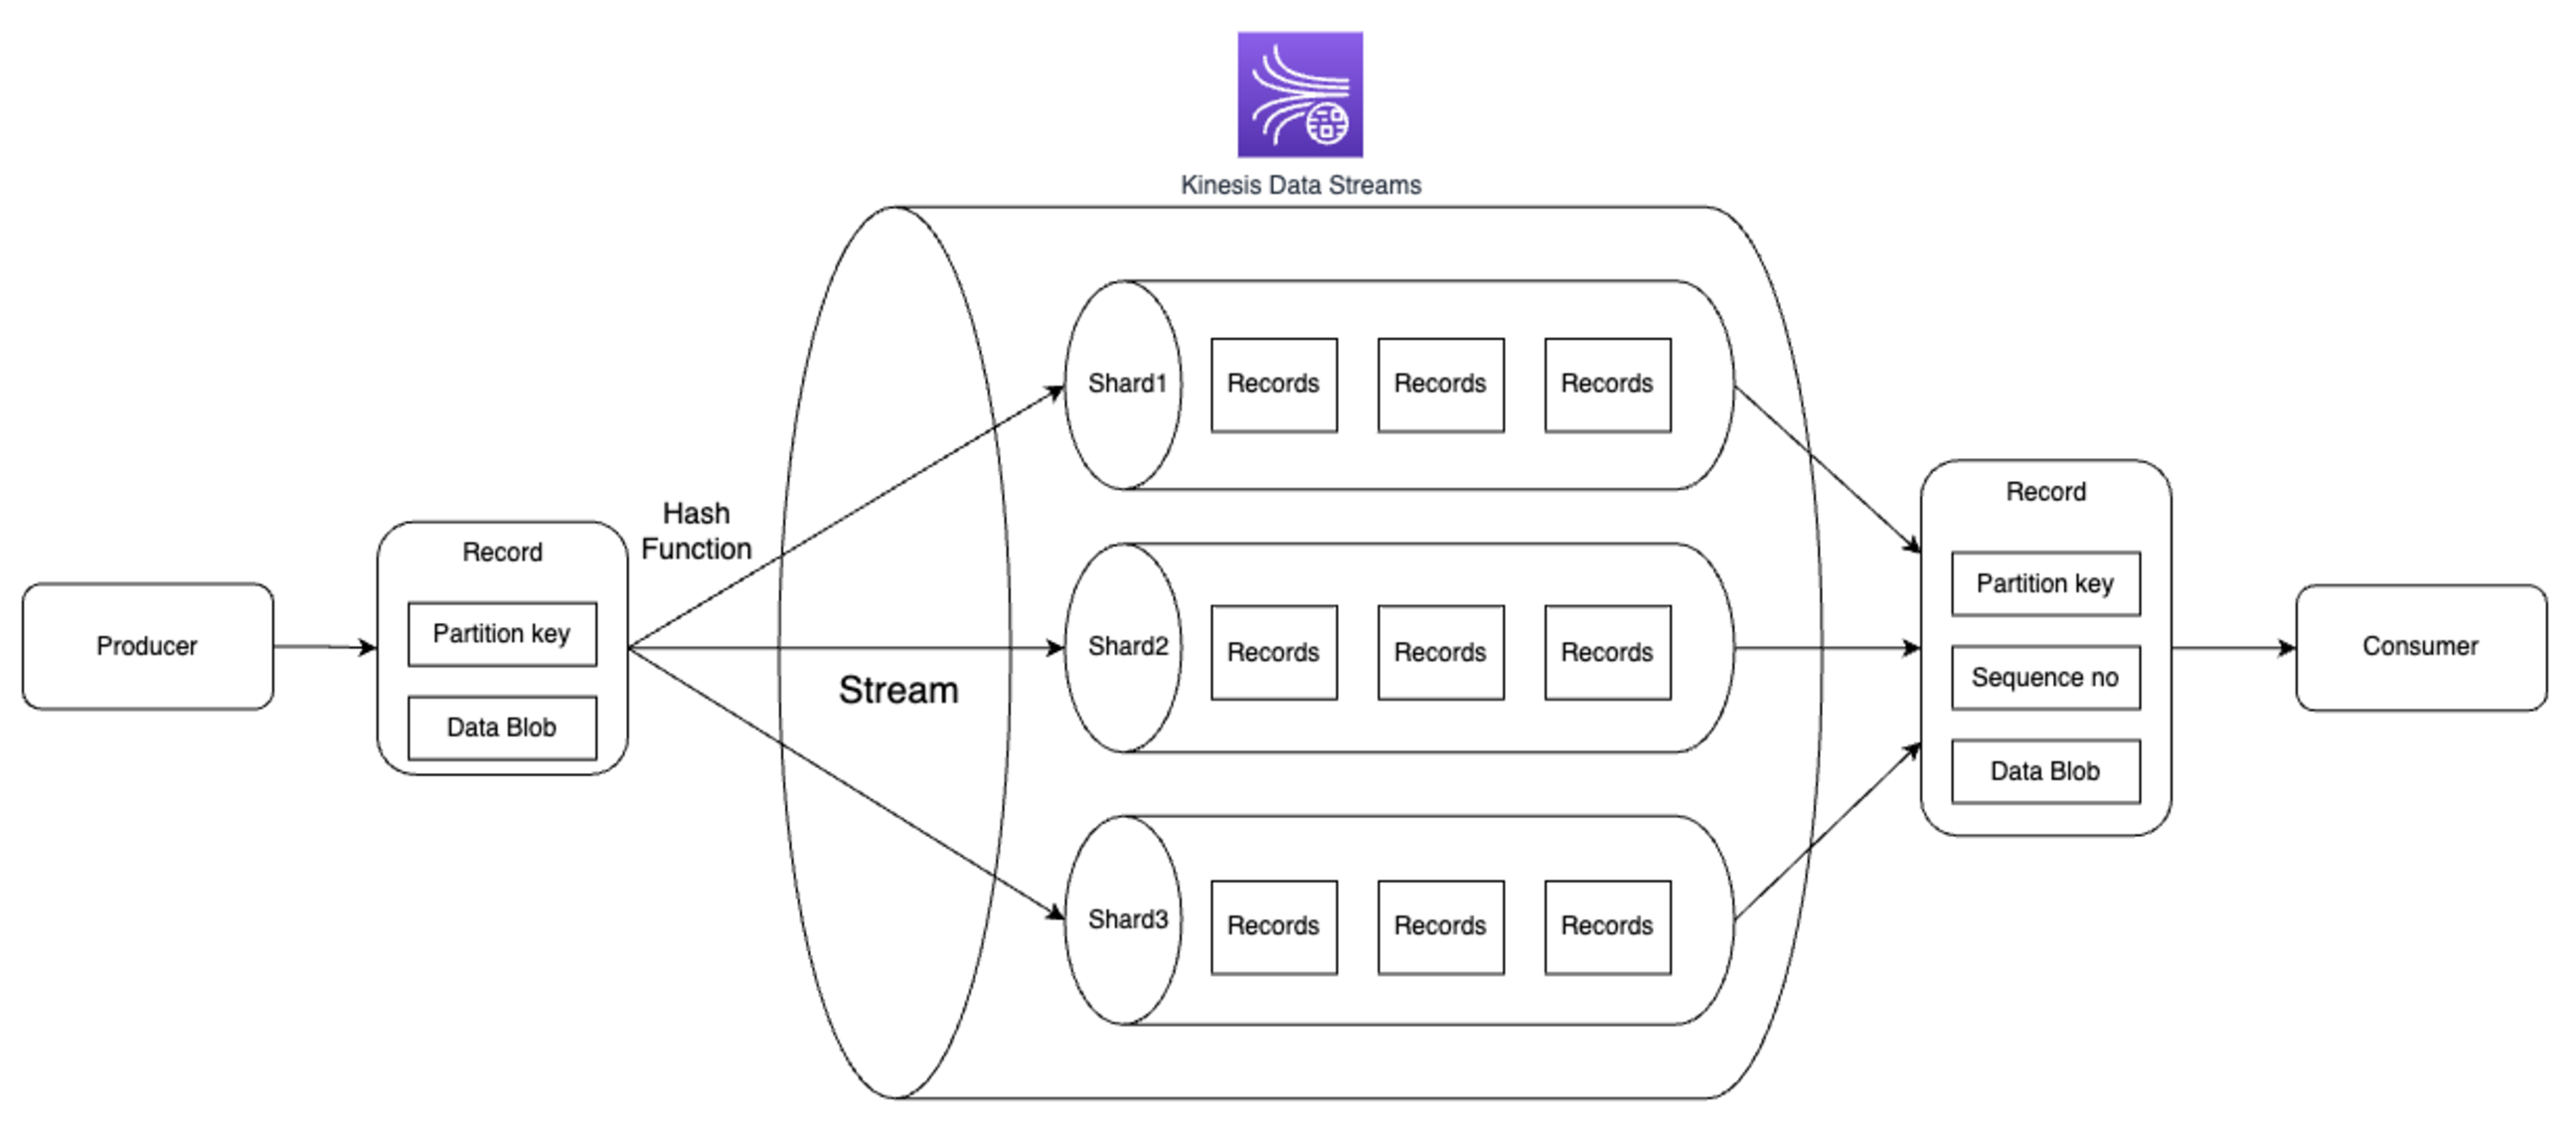 Kinesis Data Streams
Producer
Record
Partition key
Data Blob
Hash
Function
Stream
Shard1
Records
Records
Records
Shard2
Records
Records
Records
Shard3
Records
Records
Records
Record
Partition key
Sequence no
Data Blob
Consumer